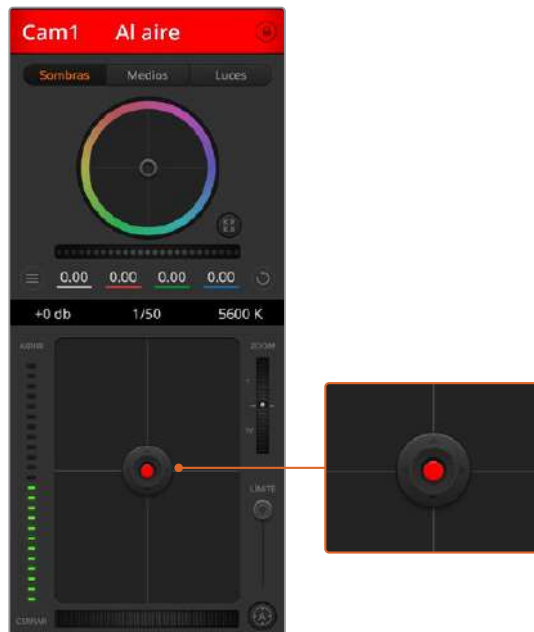 Cam1 Al aire
Sombras Medios Luces
0.00 0.00 0.00 0.00
+0 db 1/50 5600 K
ABRIR ZOOM
W
LÍMITE
A
CERRAR